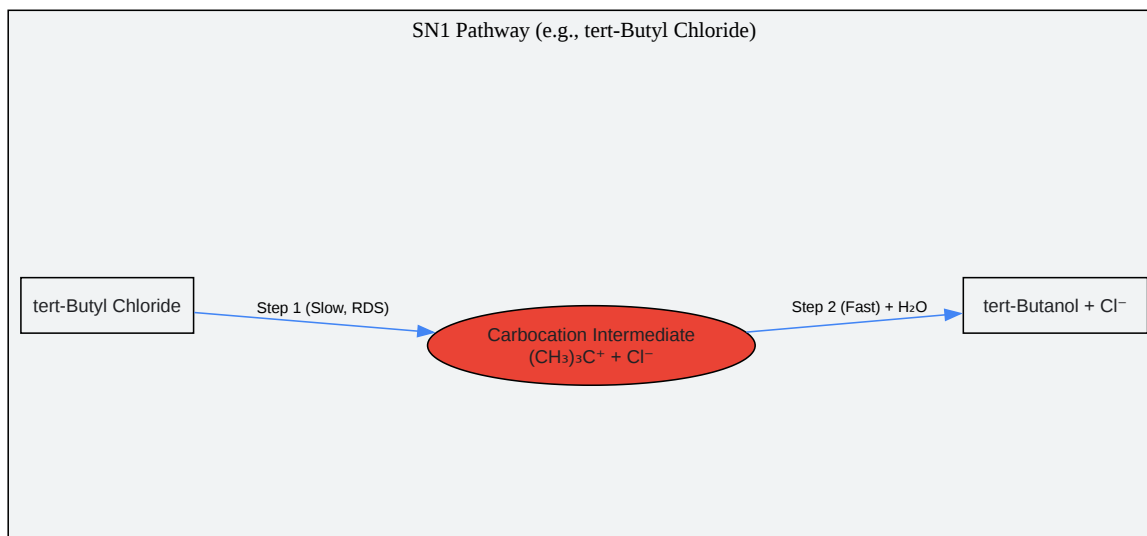 SN1 Pathway (e.g., tert-Butyl Chloride)
tert-Butyl Chloride
Step 1 (Slow, RDS)
Carbocation Intermediate
(CH₃)₃C⁺ + Cl⁻
Step 2 (Fast) + H₂O
tert-Butanol + Cl⁻